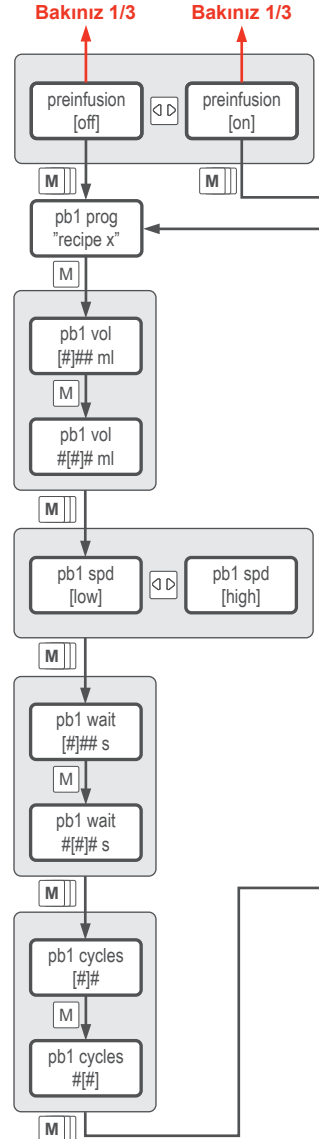 Bakınız 1/3 Bakınız 1/3
preinfusion
[off]
preinfusion
[on]
M M
pb1 prog
"recipe x"
M
pb1 vol
[#]## ml
M
pb1 vol
#[#]# ml
M
pb1 spd
[low]
pb1 spd
[high]
M
pb1 wait
[#]## s
M
pb1 wait
#[#]# s
M
pb1 cycles
[#]#
M
pb1 cycles
#[#]
M